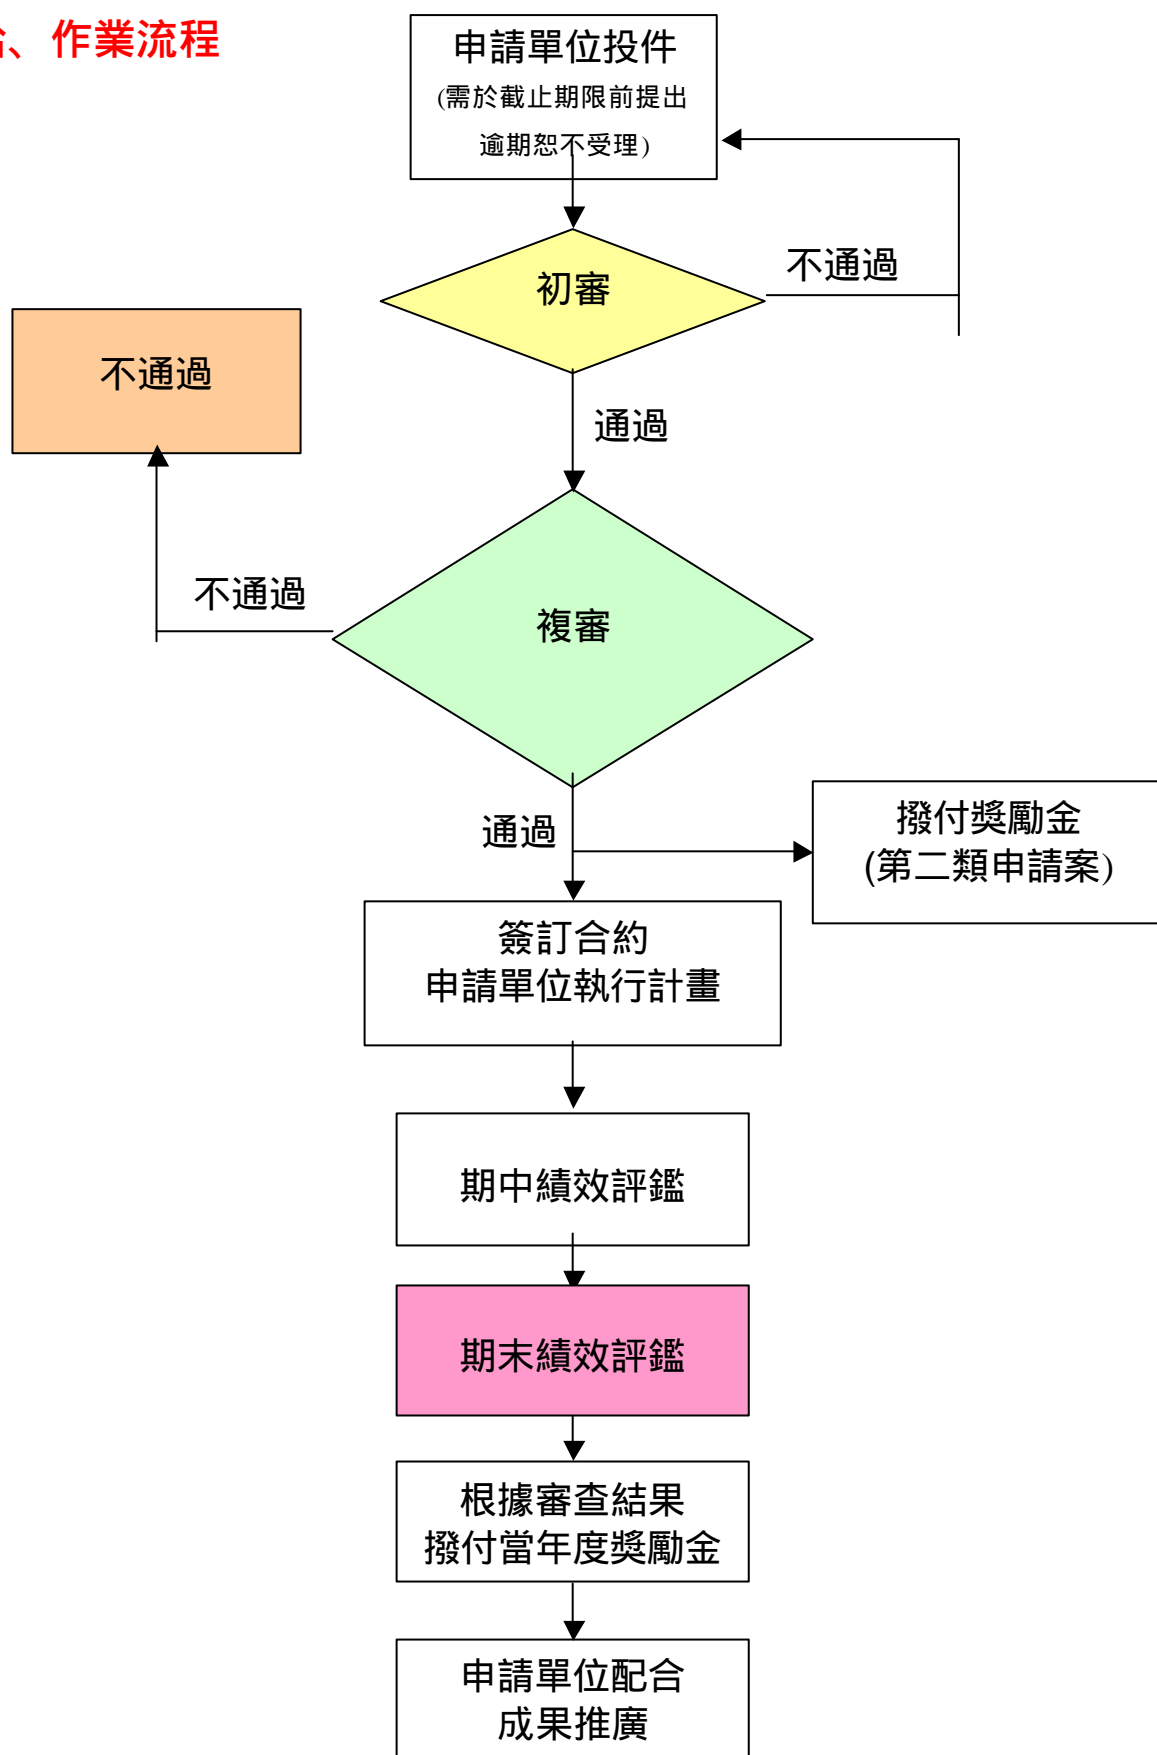 、作業流程
申請單位投件
(需於截止期限前提出
逾期恕不受理)
初審
不通過
不通過
通過
不通過
複審
通過
撥付獎勵金
(第二類申請案)
簽訂合約
申請單位執行計畫
期中績效評鑑
期末績效評鑑
根據審查結果
撥付當年度獎勵金
申請單位配合
成果推廣